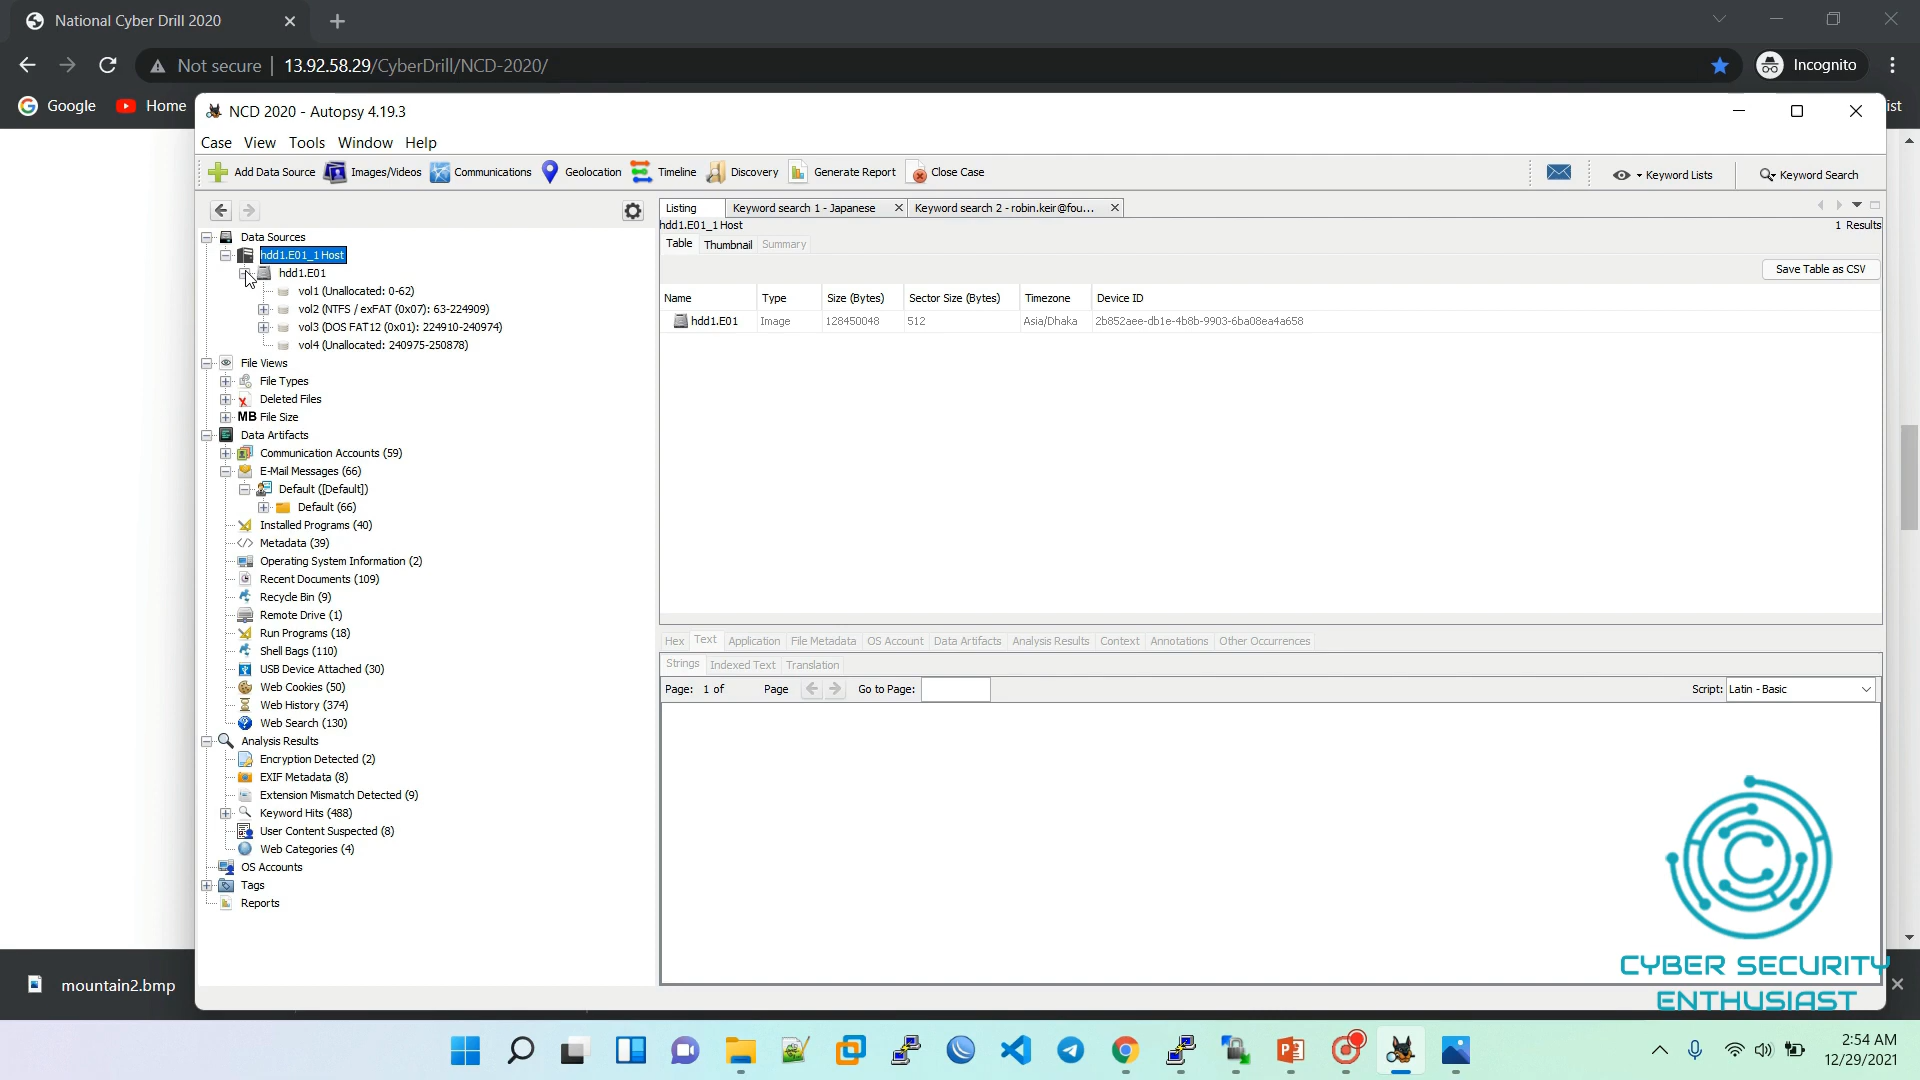 National Cyber Drill 2020
Not secure | 13.92.58.29/CyberDrill/NCD-2020/
Incognito
Google
Home
ist
NCD 2020 - Autopsy 4.19.3
Case View Tools Window Help
Add Data Source Images/Videos Communications Geolocation Timeline Discovery Generate Report Close Case Keyword Lists Keyword Search
Data Sources
hdd1.E01_1 Host
hdd1.E01
vol1 (Unallocated: 0-62)
vol2 (NTFS / exFAT (0x07): 63-224909)
vol3 (DOS FAT12 (0x01): 224910-240974)
vol4 (Unallocated: 240975-250878)
File Views
File Types
Deleted Files
MB File Size
Data Artifacts
Communication Accounts (59)
E-Mail Messages (66)
Default ([Default])
Default (66)
Installed Programs (40)
Metadata (39)
Operating System Information (2)
Recent Documents (109)
Recycle Bin (9)
Remote Drive (1)
Run Programs (18)
Shell Bags (110)
USB Device Attached (30)
Web Cookies (50)
Web History (374)
Web Search (130)
Analysis Results
Encryption Detected (2)
EXIF Metadata (8)
Extension Mismatch Detected (9)
Keyword Hits (488)
User Content Suspected (8)
Web Categories (4)
OS Accounts
Tags
Reports
Listing Keyword search 1 - Japanese Keyword search 2 - robin.keir@fou...
hdd1.E01_1 Host 1 Results
Table Thumbnail Summary
Save Table as CSV
Name Type Size (Bytes) Sector Size (Bytes) Timezone Device ID
hdd1.E01 Image 128450048 512 Asia/Dhaka 2b852aee-db1e-4b8b-9903-6ba08ea4a658
Hex Text Application File Metadata OS Account Data Artifacts Analysis Results Context Annotations Other Occurrences
Strings Indexed Text Translation
Page: 1 of Page Go to Page: Script: Latin - Basic
CYBER SECURITY
ENTHUSIAST
mountain2.bmp
2:54 AM
12/29/2021